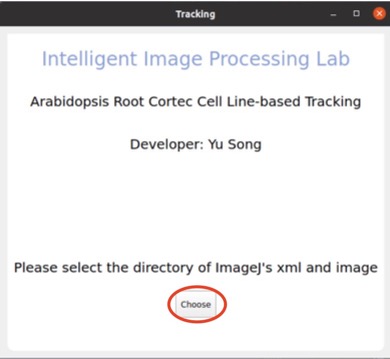 Tracking
Intelligent Image Processing Lab
Arabidopsis Root Cortec Cell Line-based Tracking
Developer: Yu Song
Please select the directory of ImageJ's xml and image
Choose